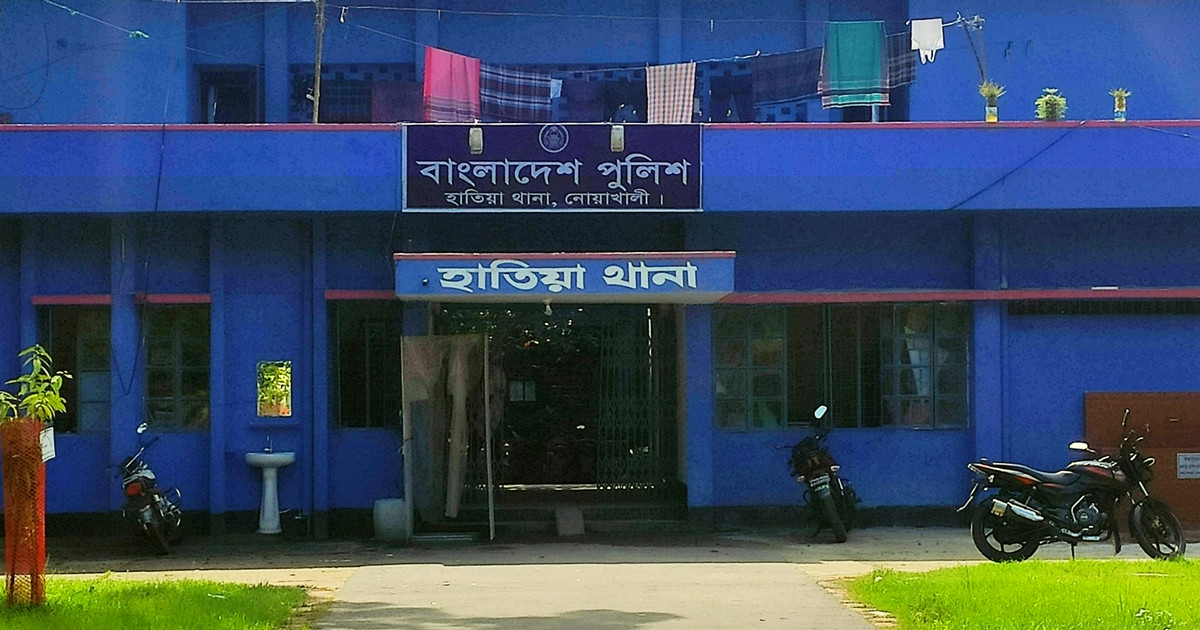 বাংলাদেশ পুলিশ
হাতিয়া থানা, নোয়াখালী ।
হাতিয়া থানা